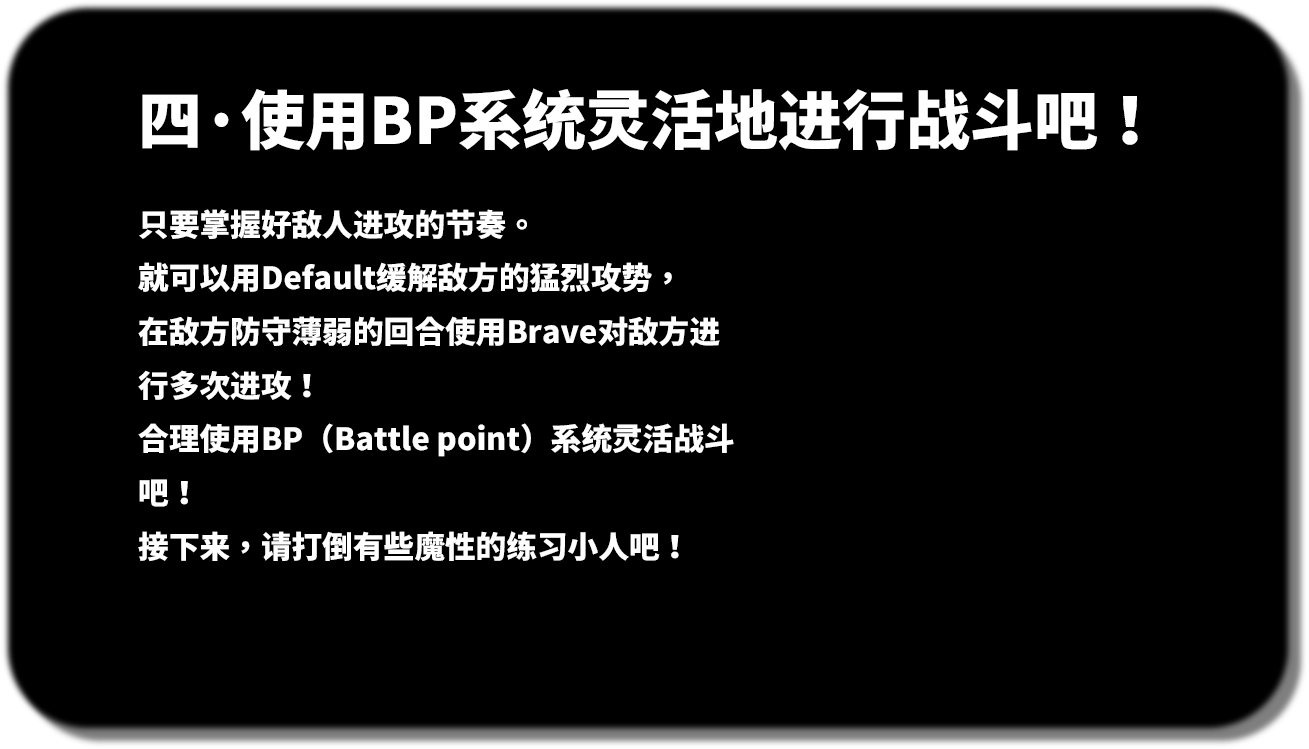 四·使用BP系统灵活地进行战斗吧！
只要掌握好敌人进攻的节奏。
就可以用Default缓解敌方的猛烈攻势，
在敌方防守薄弱的回合使用Brave对敌方进
行多次进攻！
合理使用BP（Battle point）系统灵活战斗
吧！
接下来，请打倒有些魔性的练习小人吧！